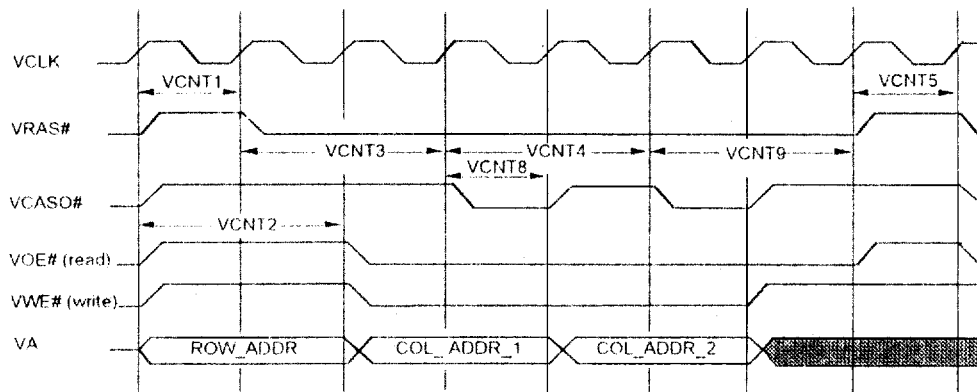 VCLK
VCNT1
VCNT5
VRAS#
VCNT3
VCNT4
VCNT9
VCNT8
VCASO#
VCNT2
VOE# (read)
VWE# (write)
VA
ROW_ADDR
COL_ADDR_1
COL_ADDR_2